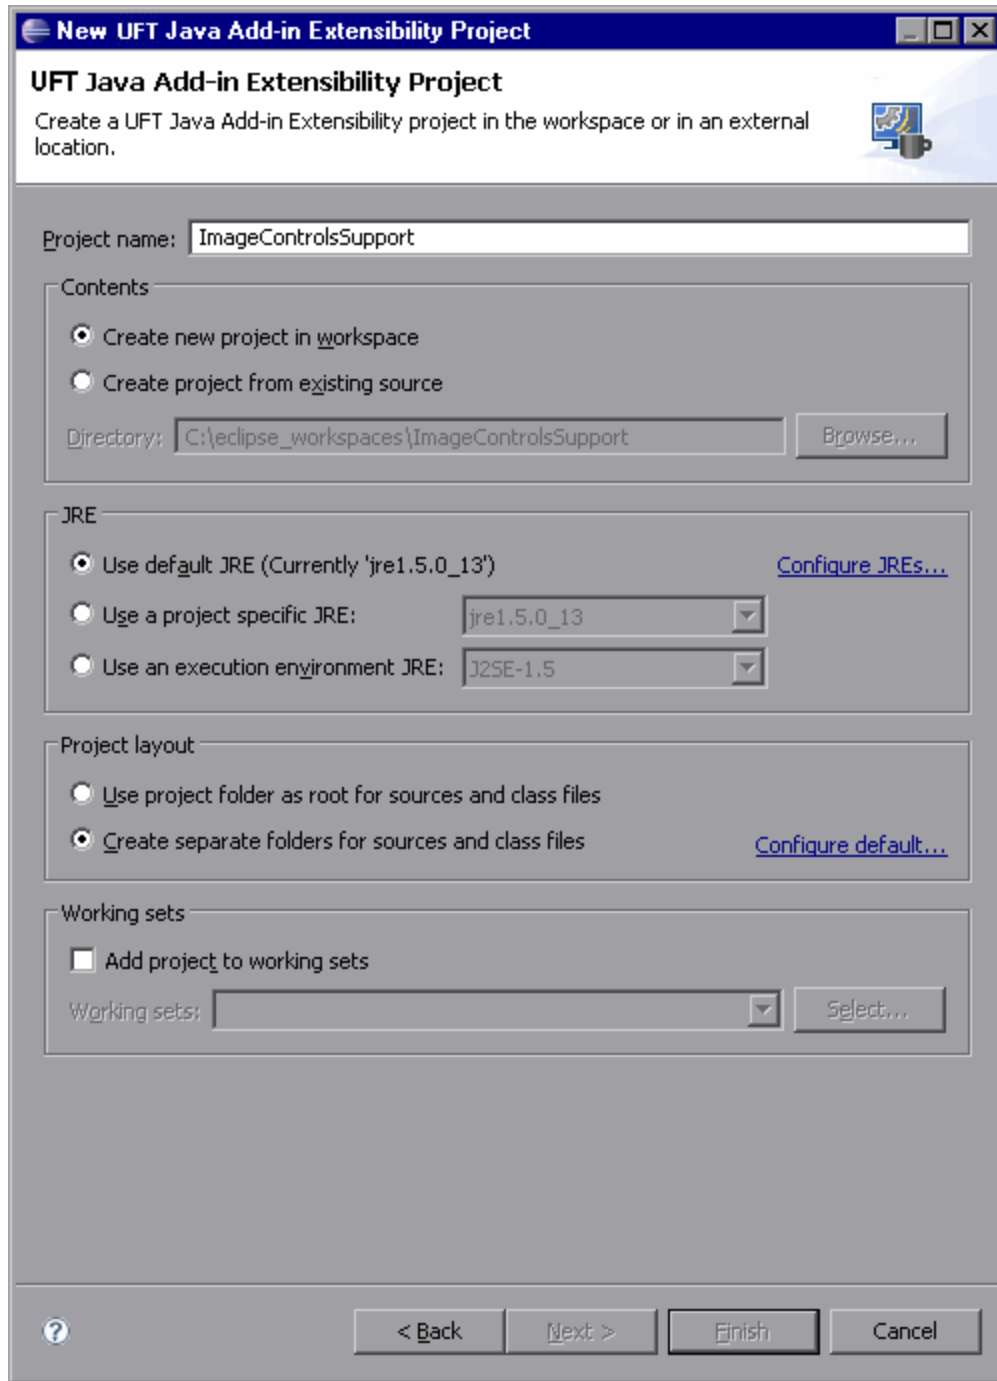 New UFT Java Add-in Extensibility Project
UFT Java Add-in Extensibility Project
Create a UFT Java Add-in Extensibility project in the workspace or in an external
location.
Project name: ImageControlsSupport
Contents
Create new project in workspace
Create project from existing source
Directory: C:\eclipse_workspaces\ImageControlsSupport Browse...
JRE
Use default JRE (Currently 'jre1.5.0_13') Configure JREs...
Use a project specific JRE: jre1.5.0_13
Use an execution environment JRE: J2SE-1.5
Project layout
Use project folder as root for sources and class files
Create separate folders for sources and class files Configure default...
Working sets
Add project to working sets
Working sets: Select...
? < Back Next > Finish Cancel